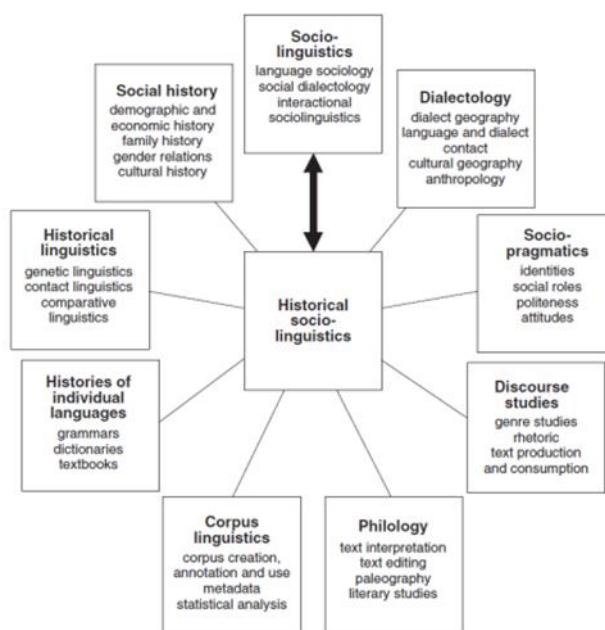 Socio-
linguistics
language sociology
social dialectology
interactional
sociolinguistics
Social history
demographic and
economic history
family history
gender relations
cultural history
Dialectology
dialect geography
language and dialect
contact
cultural geography
anthropology
Historical
linguistics
genetic linguistics
contact linguistics
comparative
linguistics
Historical
socio-
linguistics
Socio-
pragmatics
identities
social roles
politeness
attitudes
Histories of
individual
languages
grammars
dictionaries
textbooks
Discourse
studies
genre studies
rhetoric
text production
and consumption
Corpus
linguistics
corpus creation,
annotation and use
metadata
statistical analysis
Philology
text interpretation
text editing
paleography
literary studies